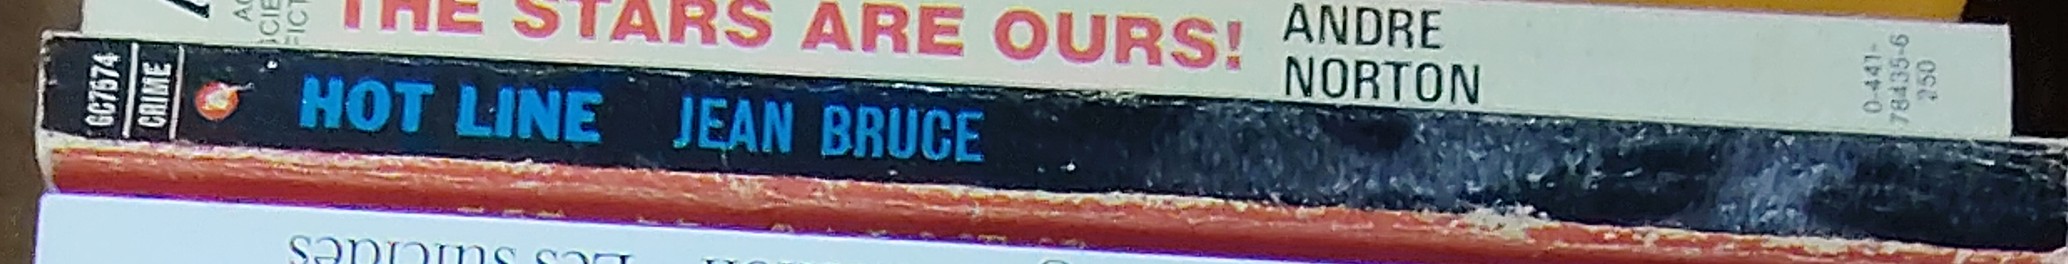 THE STARS ARE OURS!
ANDRE
NORTON
0-441-
78435-6
250
GC7574
CRIME
HOT LINE JEAN BRUCE
Les suicides